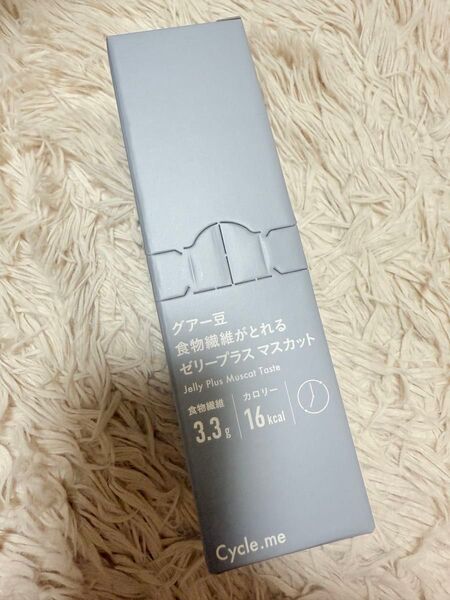 グアー豆
食物繊維がとれる
ゼリープラス マスカット
Jelly Plus Muscat Taste
食物繊維
3.3g
カロリー
16kcal
Cycle.me